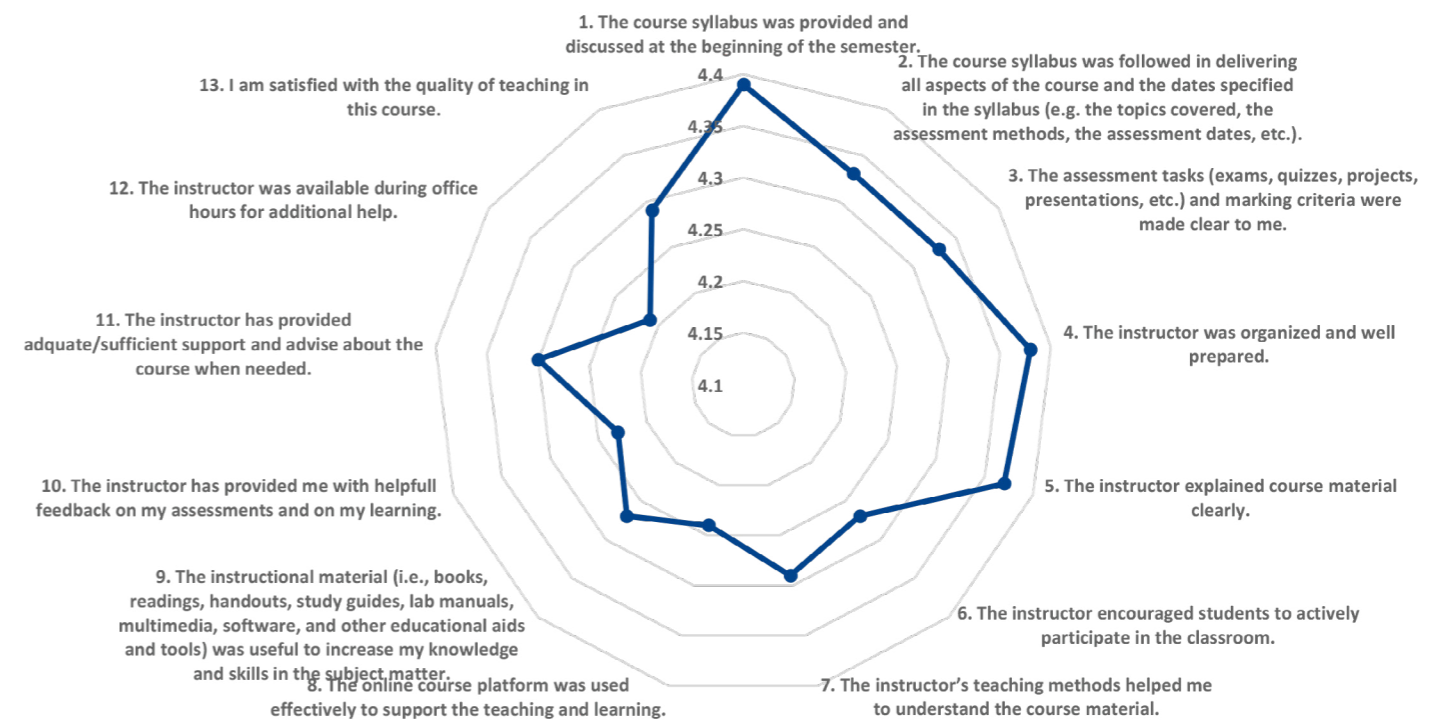 1. The course syllabus was provided and
discussed at the beginning of the semester.
2. The course syllabus was followed in delivering
all aspects of the course and the dates specified
in the syllabus (e.g. the topics covered, the
assessment methods, the assessment dates, etc.).
3. The assessment tasks (exams, quizzes, projects,
presentations, etc.) and marking criteria were
made clear to me.
4. The instructor was organized and well
prepared.
5. The instructor explained course material
clearly.
6. The instructor encouraged students to actively
participate in the classroom.
7. The instructor’s teaching methods helped me
to understand the course material.
8. The online course platform was used
effectively to support the teaching and learning.
9. The instructional material (i.e., books,
readings, handouts, study guides, lab manuals,
multimedia, software, and other educational aids
and tools) was useful to increase my knowledge
and skills in the subject matter.
10. The instructor has provided me with helpfull
feedback on my assessments and on my learning.
11. The instructor has provided
adquate/sufficient support and advise about the
course when needed.
12. The instructor was available during office
hours for additional help.
13. I am satisfied with the quality of teaching in
this course.
4.4
4.35
4.3
4.25
4.2
4.15
4.1